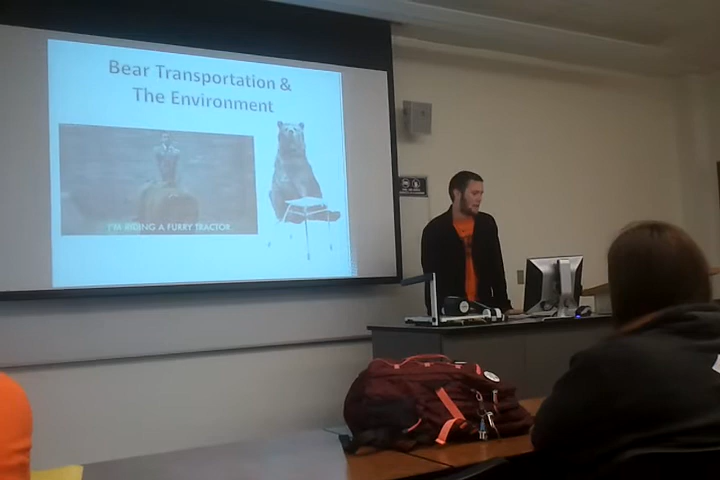 Bear Transportation &
The Environment
I'M RIDING A FURRY TRACTOR